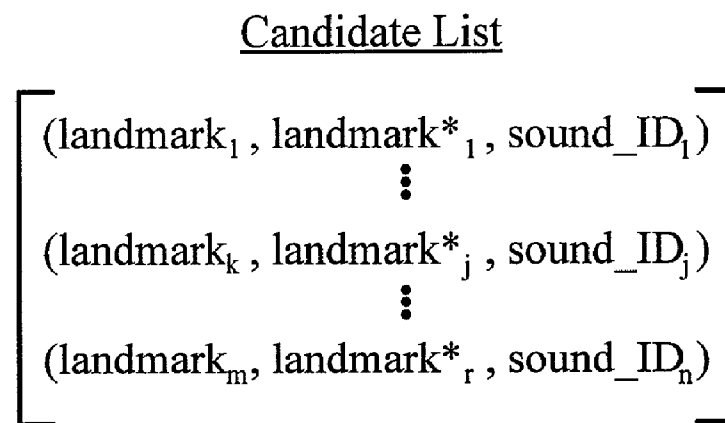 Candidate List
(landmark₁ , landmark*₁ , sound_ID₁)
(landmarkₖ , landmark*ⱼ , sound_IDⱼ)
(landmarkₘ, landmark*ᵣ , sound_IDₙ)